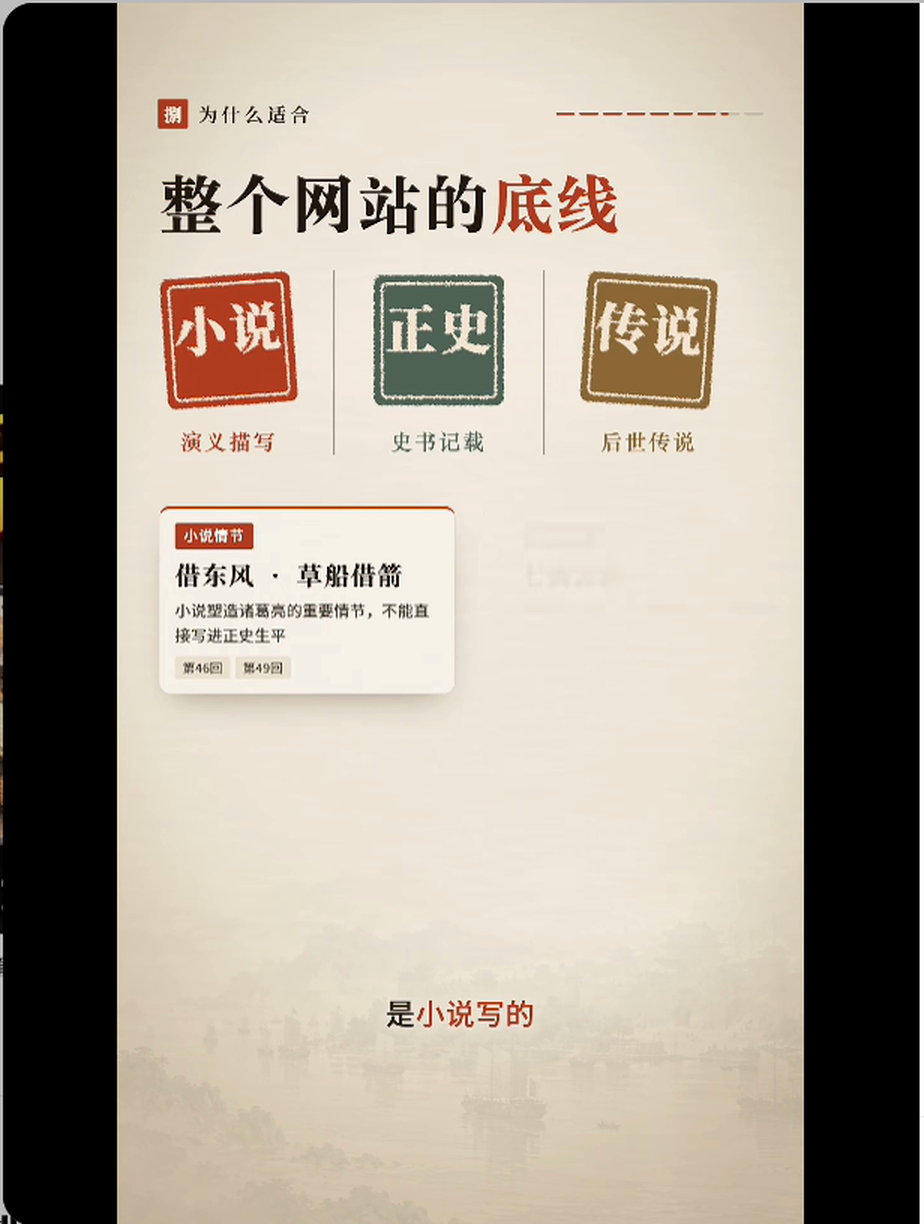 捌 为什么适合
整个网站的底线
小说 正史 传说
演义描写 史书记载 后世传说
小说情节
借东风 · 草船借箭
小说塑造诸葛亮的重要情节，不能直
接写进正史生平
第46回 第49回
是小说写的